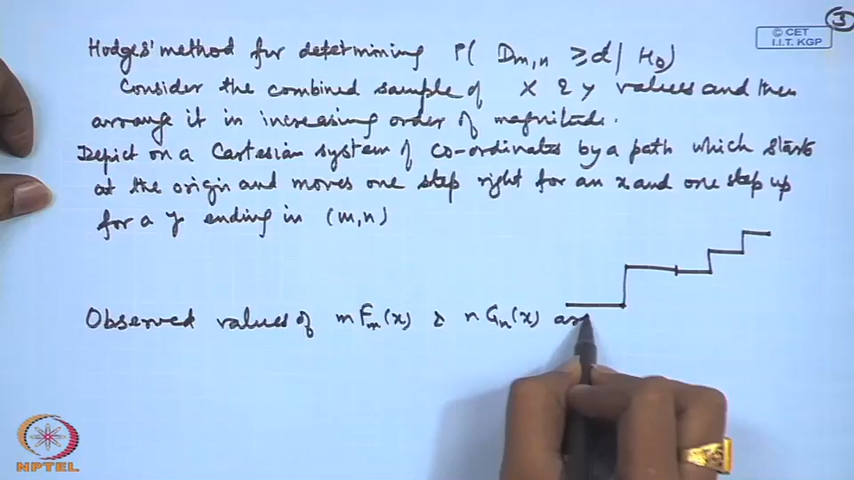 3
© CET
I.I.T. KGP
Hodges' method for determining P( Dm,n ≥ d | H0)
Consider the combined sample of X & Y values and then
arrange it in increasing order of magnitude.
Depict on a Cartesian system of co-ordinates by a path which starts
at the origin and moves one step right for an x and one step up
for a y ending in (m,n)
Observed values of m Fm(x) & n Gn(x) are
NPTEL